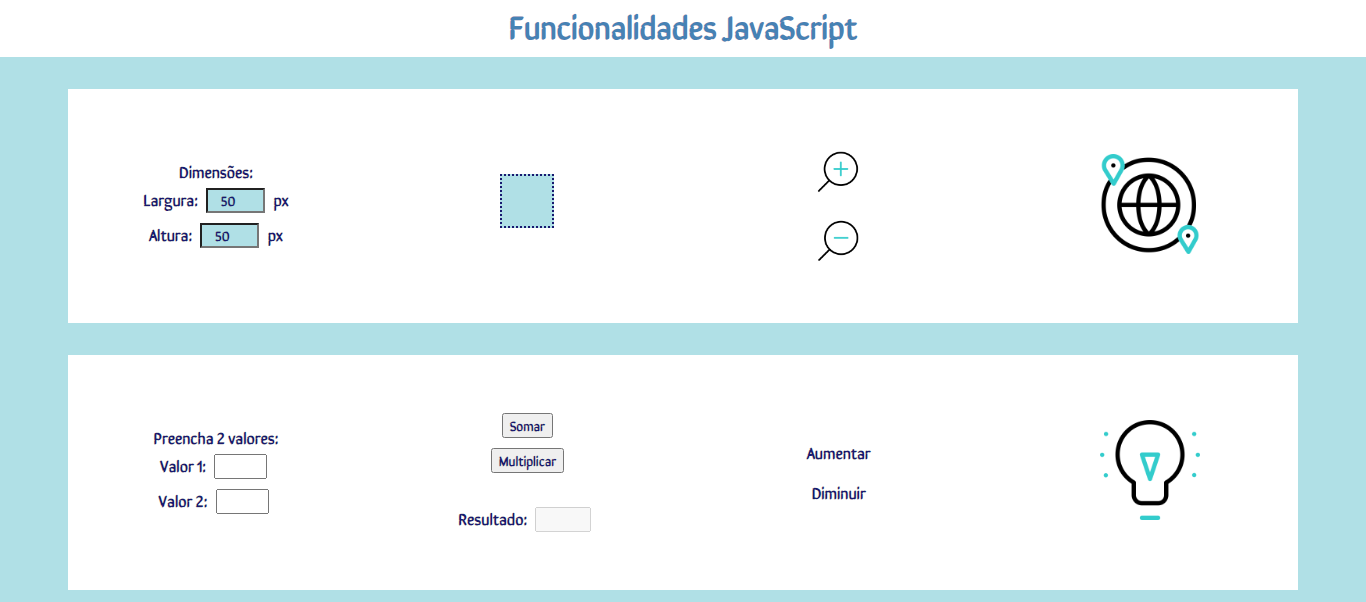 Funcionalidades JavaScript
Dimensões:
Largura: 50 px
Altura: 50 px
Preencha 2 valores:
Valor 1:
Valor 2:
Somar
Multiplicar
Resultado:
Aumentar
Diminuir